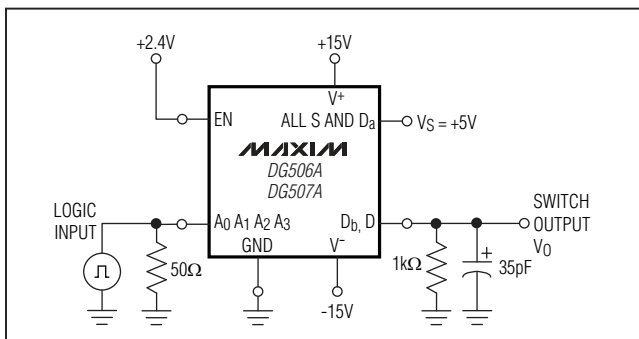 +2.4V
+15V
V+
EN
ALL S AND Da
VS = +5V
MAXIM
DG506A
DG507A
LOGIC
INPUT
A0 A1 A2 A3
Db, D
SWITCH
OUTPUT
VO
GND
V-
50Ω
1kΩ
+
35pF
-15V